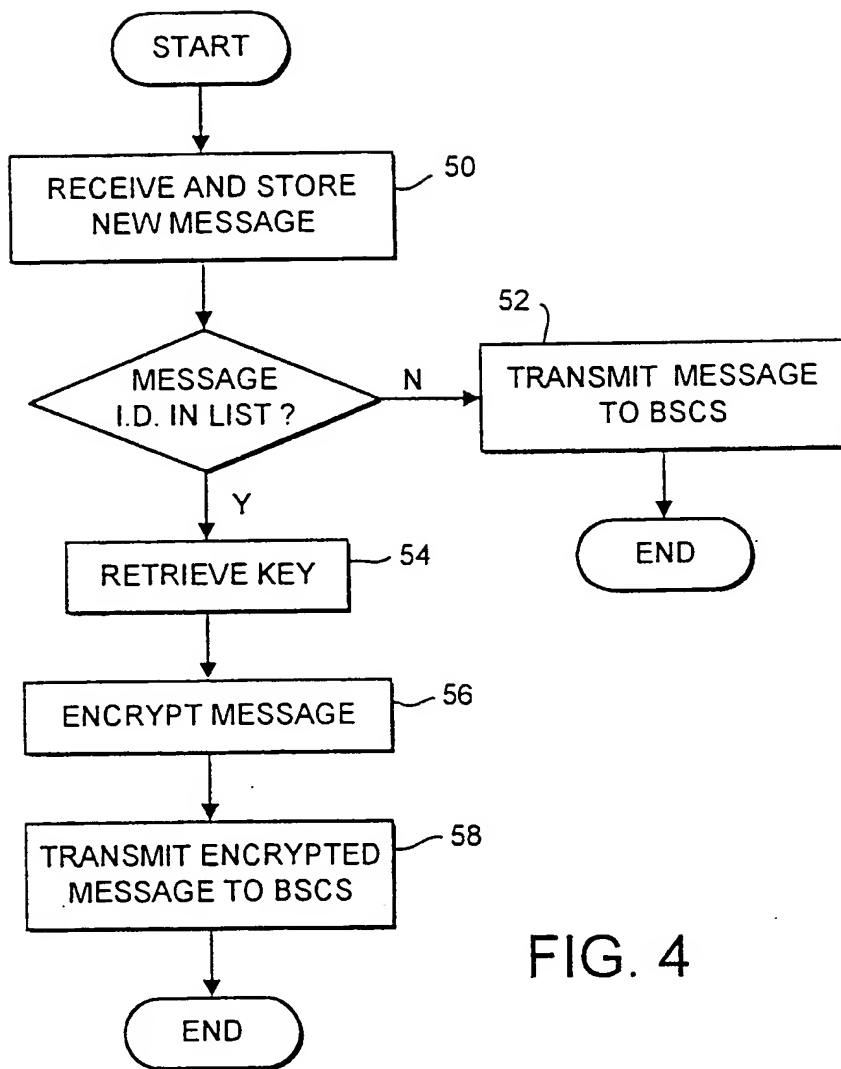 START
RECEIVE AND STORE
NEW MESSAGE
50
MESSAGE
I.D. IN LIST ?
N
52
TRANSMIT MESSAGE
TO BSCS
END
Y
RETRIEVE KEY
54
ENCRYPT MESSAGE
56
TRANSMIT ENCRYPTED
MESSAGE TO BSCS
58
END
FIG. 4